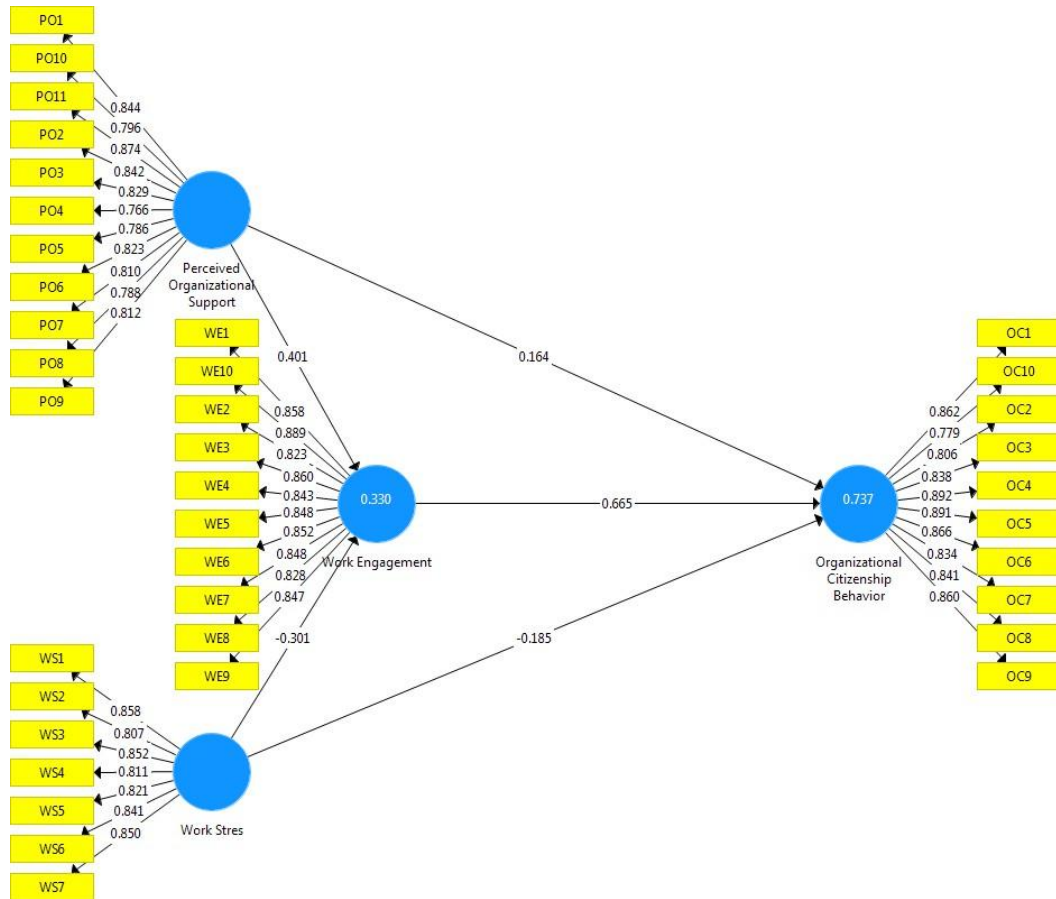 PO1
PO10
PO11
PO2
PO3
PO4
PO5
PO6
PO7
PO8
PO9
0.844
0.796
0.874
0.842
0.829
0.766
0.786
0.823
0.810
0.788
0.812
Perceived
Organizational
Support
0.401
0.164
WE1
WE10
WE2
WE3
WE4
WE5
WE6
WE7
WE8
WE9
0.858
0.889
0.823
0.860
0.843
0.848
0.852
0.848
0.828
0.847
0.330
Work Engagement
0.665
-0.301
-0.185
0.737
Organizational
Citizenship
Behavior
0.862
0.779
0.806
0.838
0.892
0.891
0.866
0.834
0.841
0.860
OC1
OC10
OC2
OC3
OC4
OC5
OC6
OC7
OC8
OC9
WS1
WS2
WS3
WS4
WS5
WS6
WS7
0.858
0.807
0.852
0.811
0.821
0.841
0.850
Work Stres